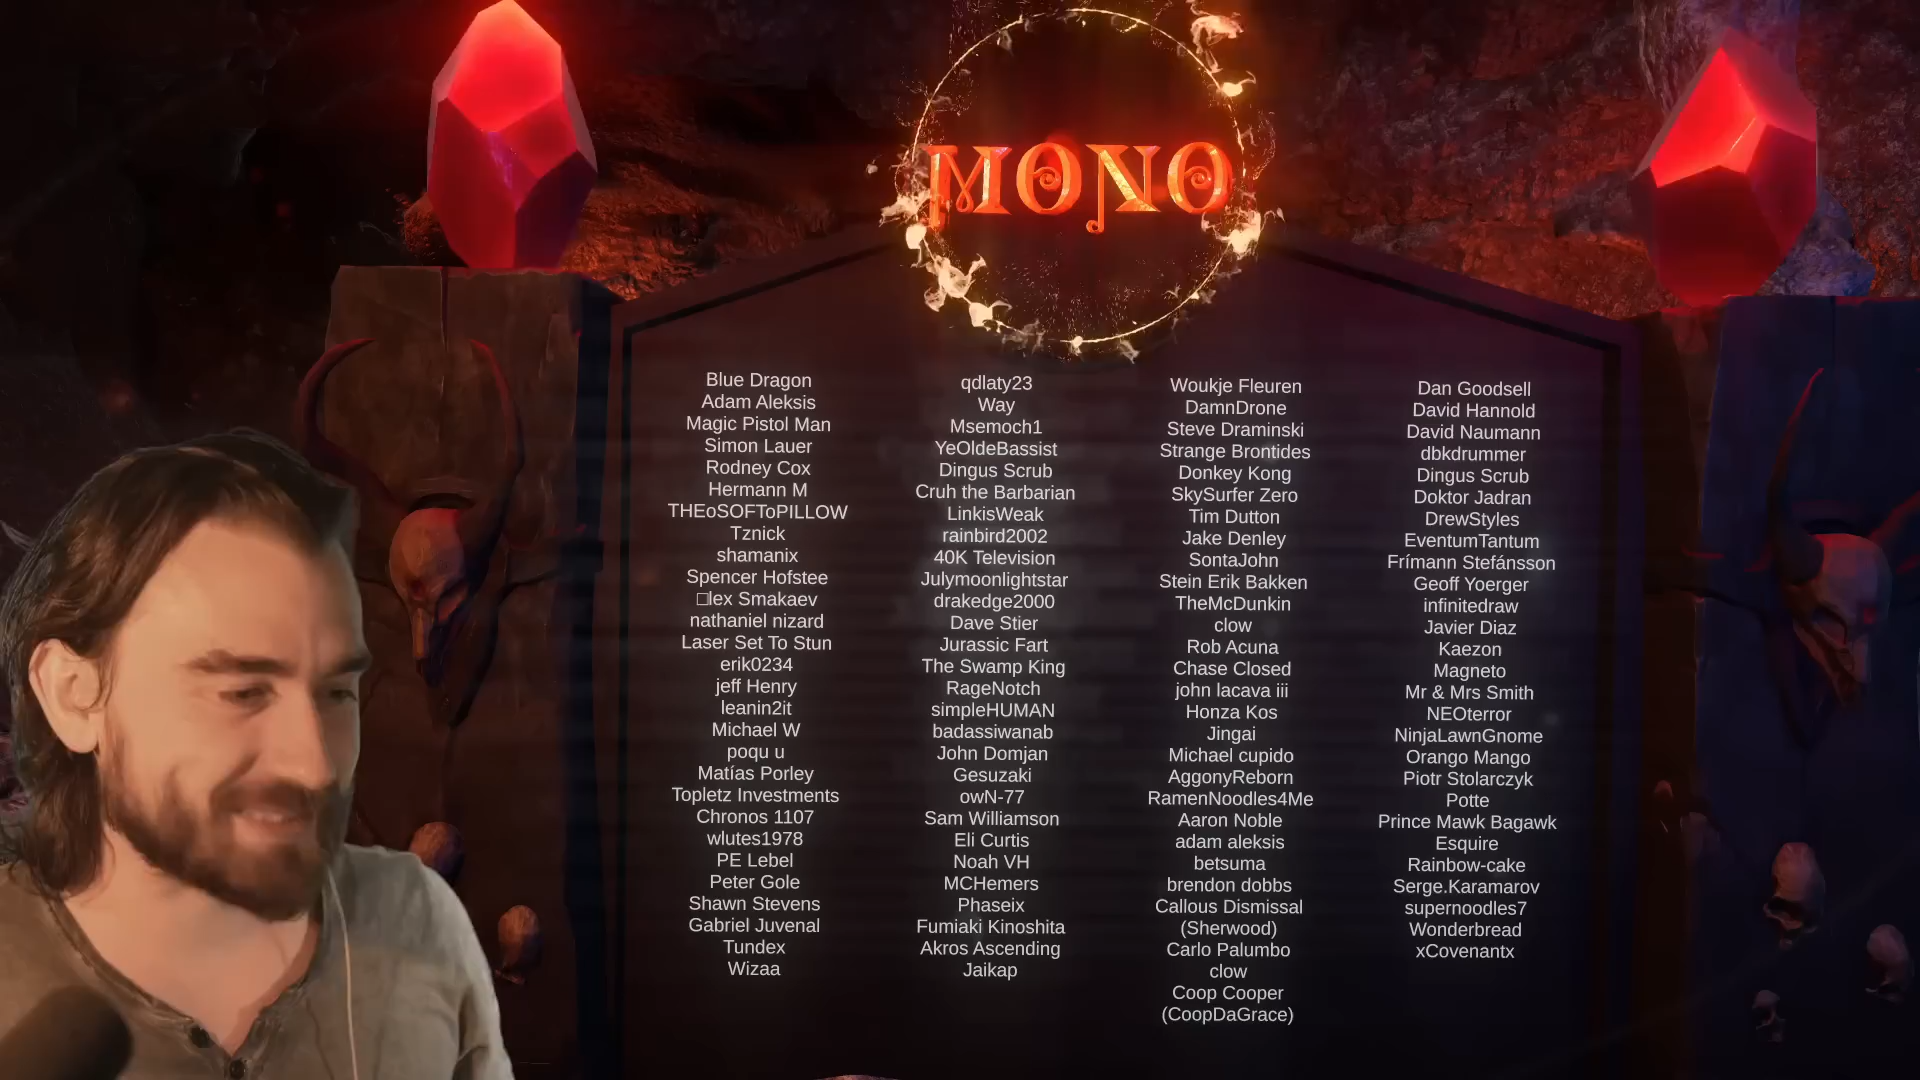 MONO
Blue Dragon
Adam Aleksis
Magic Pistol Man
Simon Lauer
Rodney Cox
Hermann M
THEoSOFToPILLOW
Tznick
shamanix
Spencer Hofstee
□lex Smakaev
nathaniel nizard
Laser Set To Stun
erik0234
jeff Henry
leanin2it
Michael W
poqu u
Matías Porley
Topletz Investments
Chronos 1107
wlutes1978
PE Lebel
Peter Gole
Shawn Stevens
Gabriel Juvenal
Tundex
Wizaa
qdlaty23
Way
Msemoch1
YeOldeBassist
Dingus Scrub
Cruh the Barbarian
LinkisWeak
rainbird2002
40K Television
Julymoonlightstar
drakedge2000
Dave Stier
Jurassic Fart
The Swamp King
RageNotch
simpleHUMAN
badassiwanab
John Domjan
Gesuzaki
owN-77
Sam Williamson
Eli Curtis
Noah VH
MCHemers
Phaseix
Fumiaki Kinoshita
Akros Ascending
Jaikap
Woukje Fleuren
DamnDrone
Steve Draminski
Strange Brontides
Donkey Kong
SkySurfer Zero
Tim Dutton
Jake Denley
SontaJohn
Stein Erik Bakken
TheMcDunkin
clow
Rob Acuna
Chase Closed
john lacava iii
Honza Kos
Jingai
Michael cupido
AggonyReborn
RamenNoodles4Me
Aaron Noble
adam aleksis
betsuma
brendon dobbs
Callous Dismissal
(Sherwood)
Carlo Palumbo
clow
Coop Cooper
(CoopDaGrace)
Dan Goodsell
David Hannold
David Naumann
dbkdrummer
Dingus Scrub
Doktor Jadran
DrewStyles
EventumTantum
Frímann Stefánsson
Geoff Yoerger
infinitedraw
Javier Diaz
Kaezon
Magneto
Mr & Mrs Smith
NEOterror
NinjaLawnGnome
Orango Mango
Piotr Stolarczyk
Potte
Prince Mawk Bagawk
Esquire
Rainbow-cake
Serge.Karamarov
supernoodles7
Wonderbread
xCovenantx